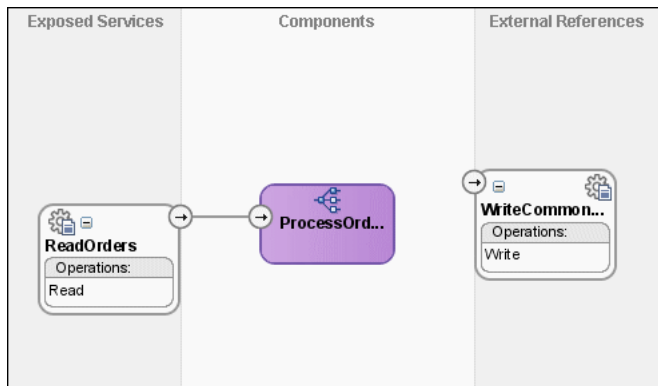 Exposed Services
Components
External References
ReadOrders
Operations:
Read
ProcessOrd...
WriteCommon...
Operations:
Write